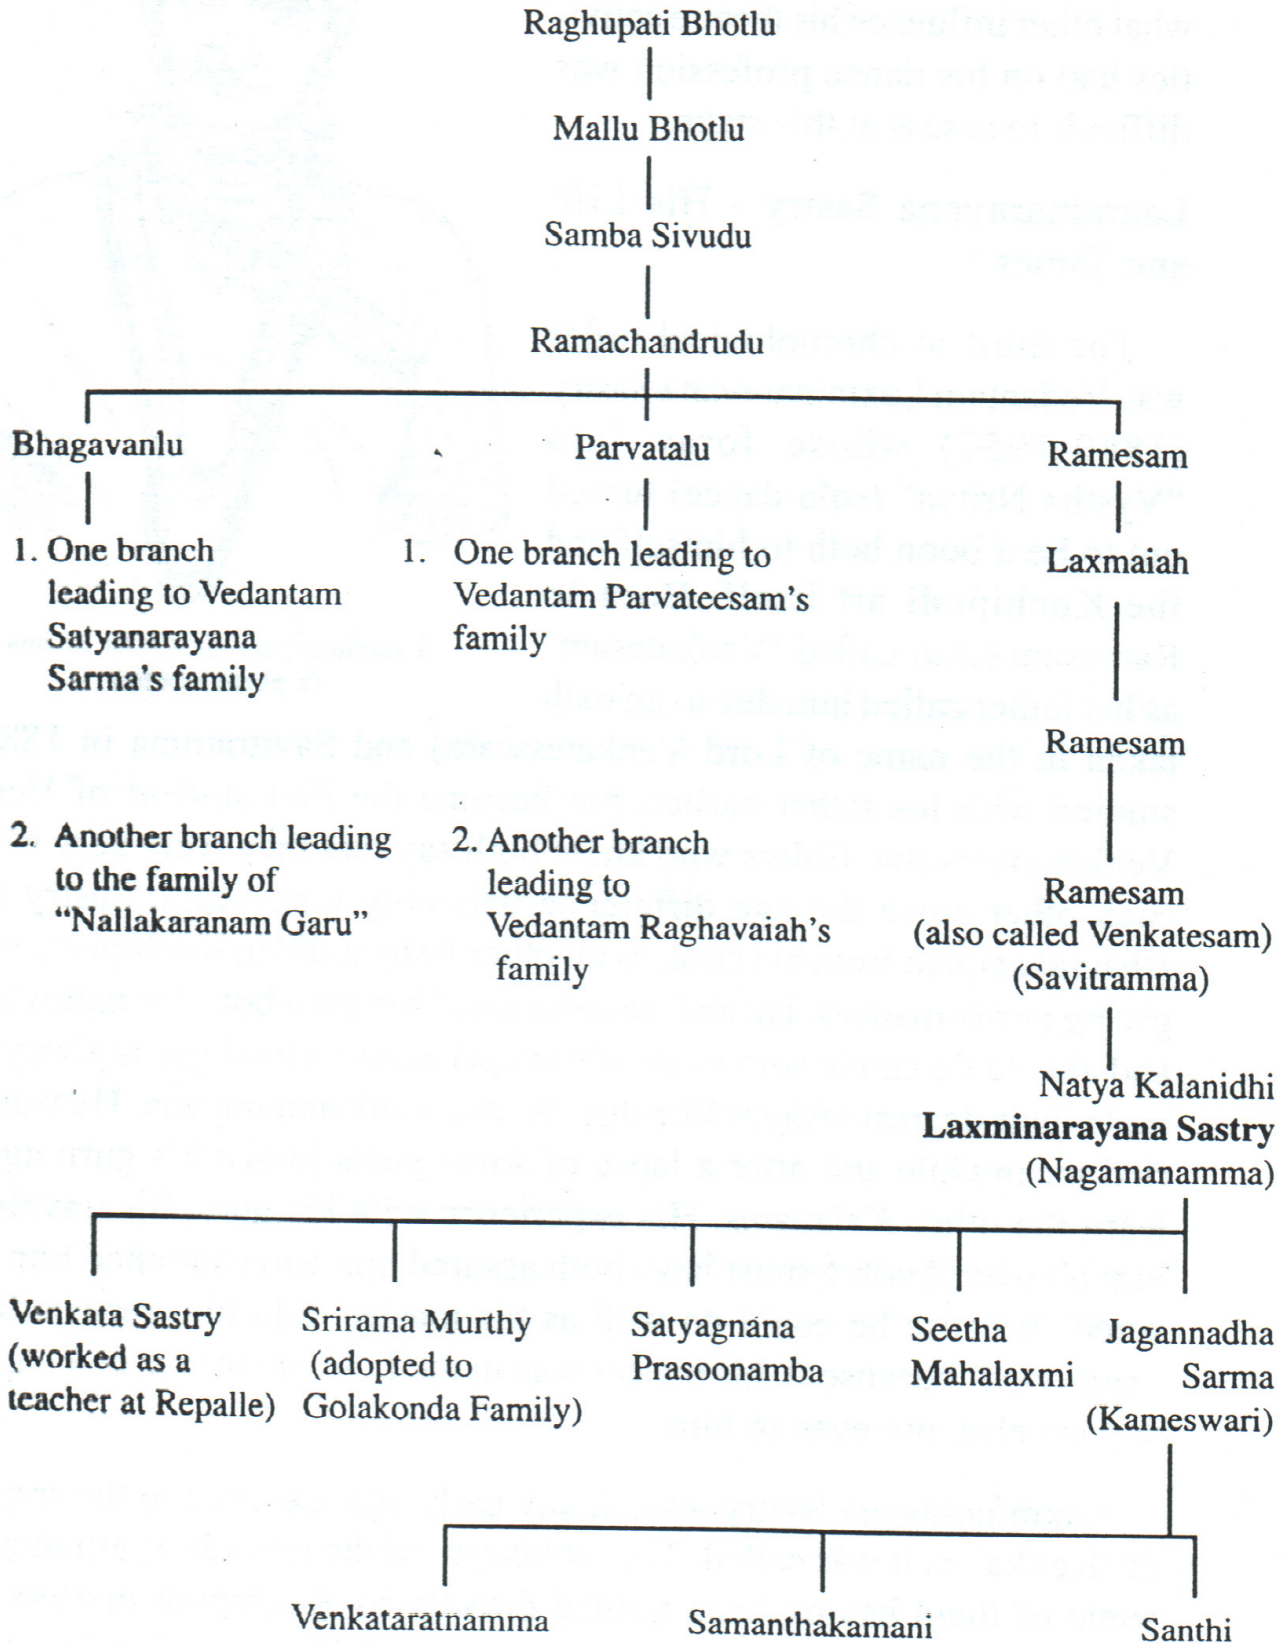 Raghupati Bhotlu
Mallu Bhotlu
Samba Sivudu
Ramachandrudu
Bhagavanlu
Parvatalu
Ramesam
1. One branch
leading to Vedantam
Satyanarayana
Sarma's family
1. One branch leading to
Vedantam Parvateesam's
family
Laxmaiah
Ramesam
2. Another branch leading
to the family of
"Nallakaranam Garu"
2. Another branch
leading to
Vedantam Raghavaiah's
family
Ramesam
(also called Venkatesam)
(Savitramma)
Natya Kalanidhi
Laxminarayana Sastry
(Nagamanamma)
Venkata Sastry
(worked as a
teacher at Repalle)
Srirama Murthy
(adopted to
Golakonda Family)
Satyagnana
Prasoonamba
Seetha
Mahalaxmi
Jagannadha
Sarma
(Kameswari)
Venkataratnamma
Samanthakamani
Santhi